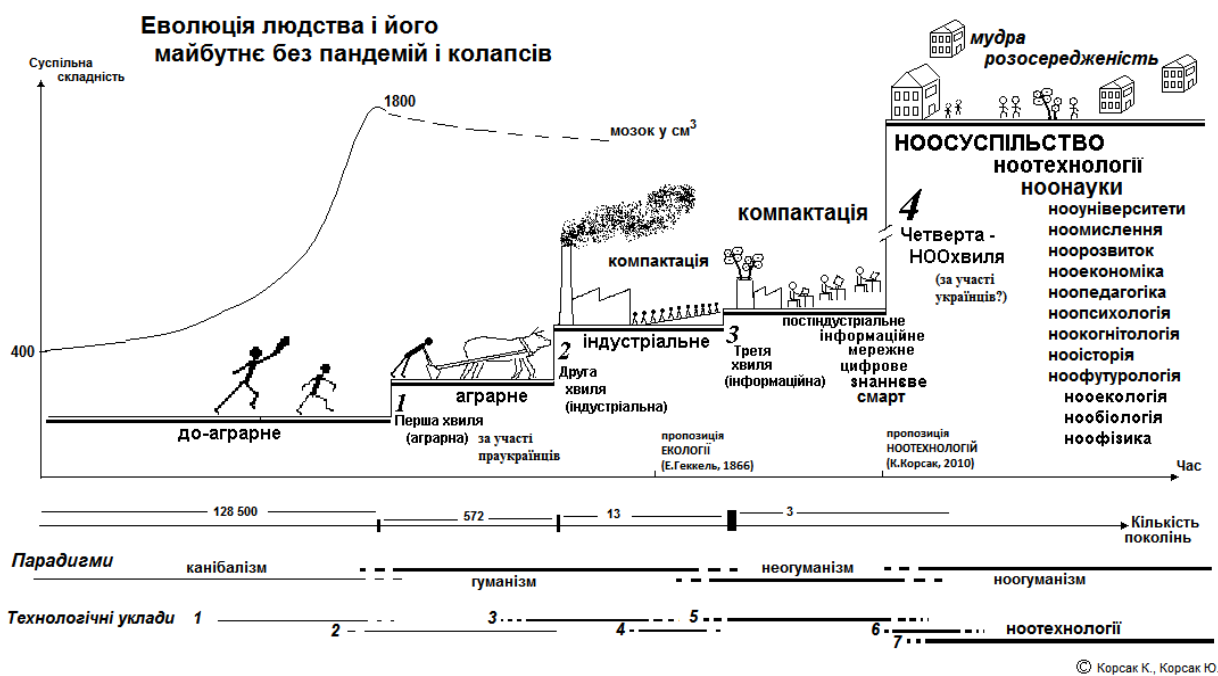 Еволюція людства і його
майбутнє без пандемій і колапсів
Суспільна
складність
1800
мозок у см³
400
мудра
розосередженість
НООСУСПІЛЬСТВО
ноотехнології
ноонауки
нооуніверситети
ноомислення
ноорозвиток
нооекономіка
ноопедагогіка
ноопсихологія
ноокогнітологія
нооісторія
ноофутурологія
нооекологія
нообіологія
ноофізика
4
Четверта -
НООхвиля
(за участі
українців?)
компактація
компактація
до-аграрне
аграрне
1
Перша хвиля
(аграрна)
за участі
праукраїнців
індустріальне
2
Друга
хвиля
(індустріальна)
3
Третя
хвиля
(інформаційна)
постіндустріальне
інформаційне
мережне
цифрове
знаннєве
смарт
пропозиція
ЕКОЛОГІЇ
(Е.Геккель, 1866)
пропозиція
НООТЕХНОЛОГІЙ
(К.Корсак, 2010)
Час
128 500
572
13
3
Кількість
поколінь
Парадигми
канібалізм
гуманізм
неогуманізм
ноогуманізм
Технологічні уклади
1
2
3
4
5
6
7
ноотехнології
© Корсак К., Корсак Ю.